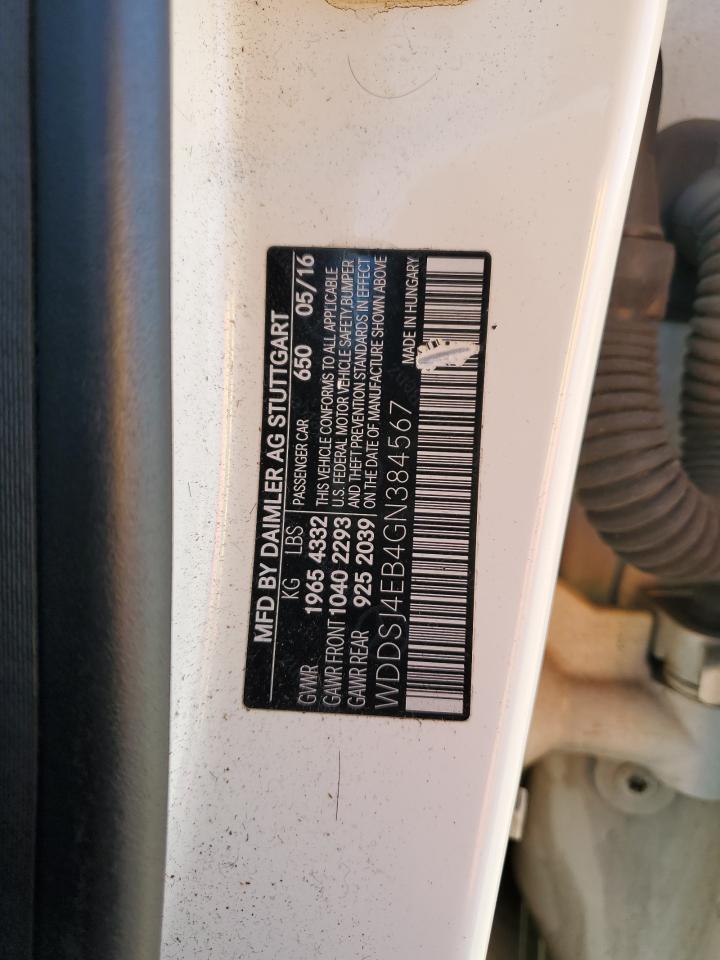 MFD BY DAIMLER AG STUTTGART
KG LBS PASSENGER CAR 650 05/16
GVWR 1965 4332 THIS VEHICLE CONFORMS TO ALL APPLICABLE
GAWR FRONT 1040 2293 U.S. FEDERAL MOTOR VEHICLE SAFETY BUMPER
GAWR REAR 925 2039 AND THEFT PREVENTION STANDARDS IN EFFECT
ON THE DATE OF MANUFACTURE SHOWN ABOVE
WDDSJ4EB4GN384567 MADE IN HUNGARY